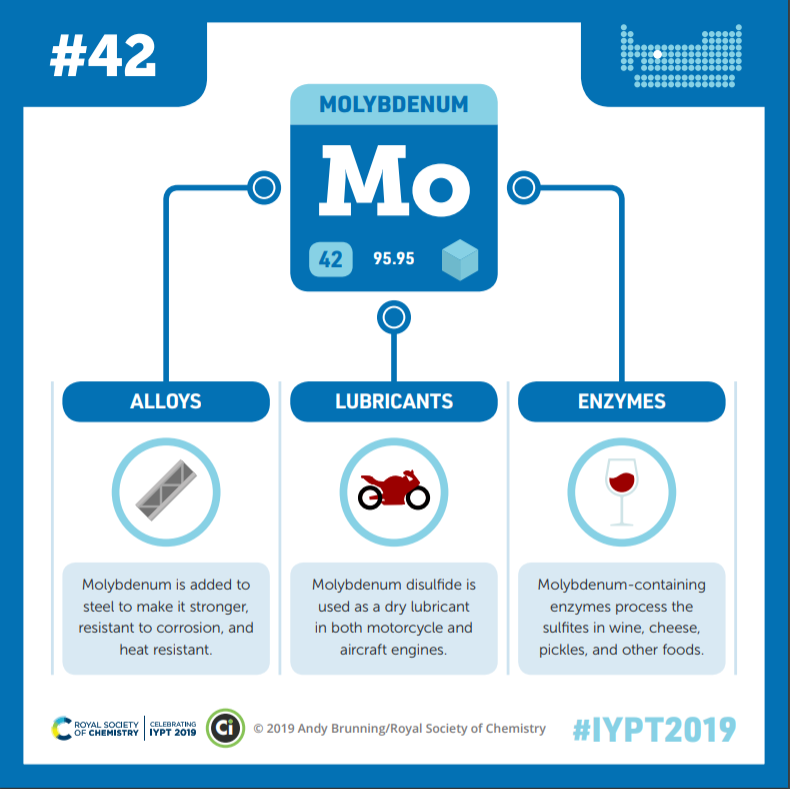 #42
MOLYBDENUM
Mo
42 95.95
ALLOYS
Molybdenum is added to
steel to make it stronger,
resistant to corrosion, and
heat resistant.
LUBRICANTS
Molybdenum disulfide is
used as a dry lubricant
in both motorcycle and
aircraft engines.
ENZYMES
Molybdenum-containing
enzymes process the
sulfites in wine, cheese,
pickles, and other foods.
ROYAL SOCIETY
OF CHEMISTRY
CELEBRATING
IYPT 2019
Ci
© 2019 Andy Brunning/Royal Society of Chemistry
#IYPT2019